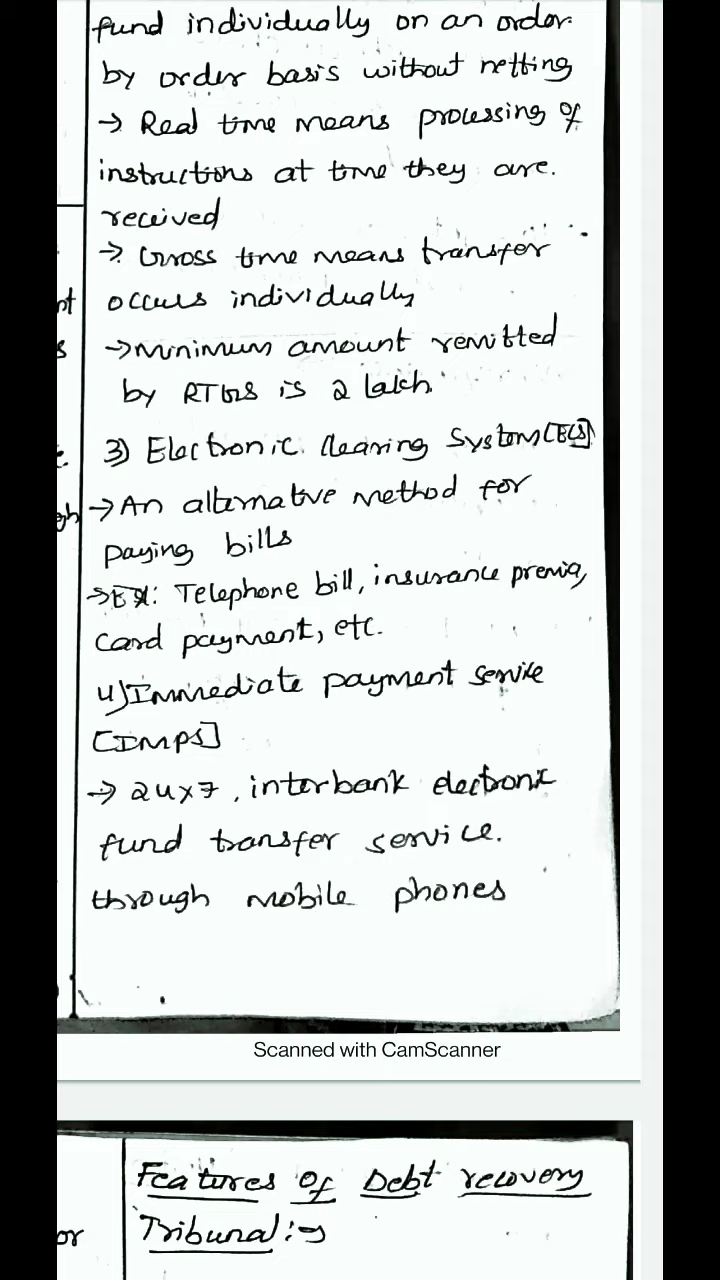 fund individually on an order
by order basis without netting
→ Real time means processing of
instructions at time they are.
received
→ Gross time means transfer
nt occurs individually
s → minimum amount remitted
by RTGS is 2 lakh.
3) Electronic Clearing System [ECS]
→ An alternative method for
paying bills
→ EX: Telephone bill, insurance premia,
card payment, etc.
4) Immediate payment service
[IMPS]
→ 24x7, interbank electronic
fund transfer service.
through mobile phones
Scanned with CamScanner
Features of Debt recovery
or Tribunal:→